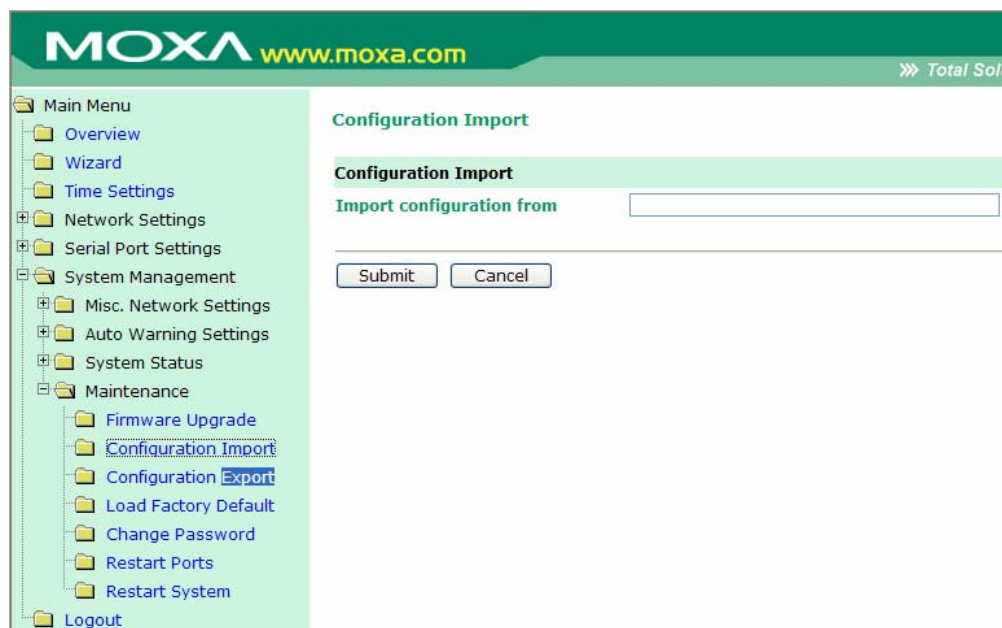 MOXA www.moxa.com
Total Sol
Main Menu
Overview
Wizard
Time Settings
Network Settings
Serial Port Settings
System Management
Misc. Network Settings
Auto Warning Settings
System Status
Maintenance
Firmware Upgrade
Configuration Import
Configuration Export
Load Factory Default
Change Password
Restart Ports
Restart System
Logout
Configuration Import
Configuration Import
Import configuration from
Submit Cancel